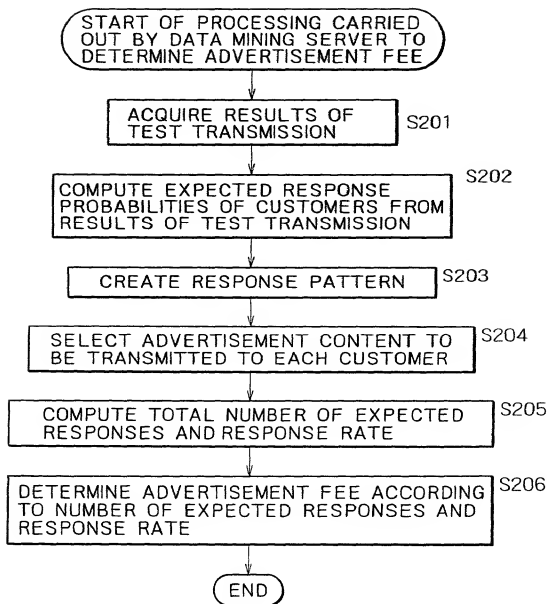 START OF PROCESSING CARRIED
OUT BY DATA MINING SERVER TO
DETERMINE ADVERTISEMENT FEE
ACQUIRE RESULTS OF
TEST TRANSMISSION
S201
S202
COMPUTE EXPECTED RESPONSE
PROBABILITIES OF CUSTOMERS FROM
RESULTS OF TEST TRANSMISSION
CREATE RESPONSE PATTERN
S203
SELECT ADVERTISEMENT CONTENT TO
BE TRANSMITTED TO EACH CUSTOMER
S204
COMPUTE TOTAL NUMBER OF EXPECTED
RESPONSES AND RESPONSE RATE
S205
DETERMINE ADVERTISEMENT FEE ACCORDING
TO NUMBER OF EXPECTED RESPONSES AND
RESPONSE RATE
S206
END